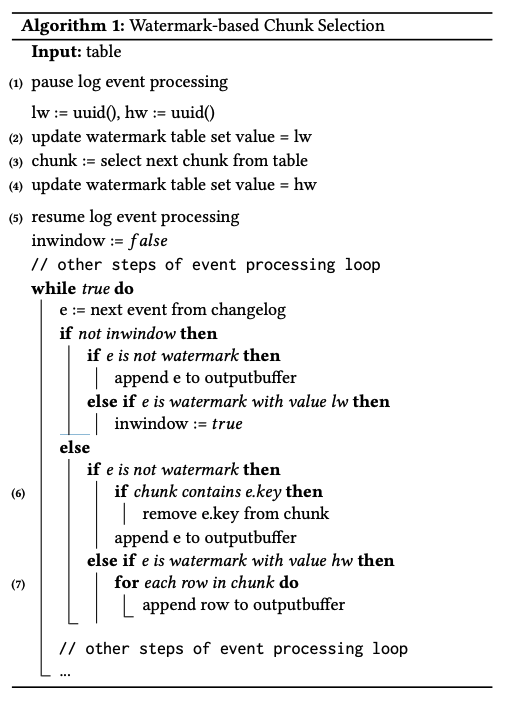 Algorithm 1: Watermark-based Chunk Selection
Input: table
(1) pause log event processing
lw := uuid(), hw := uuid()
(2) update watermark table set value = lw
(3) chunk := select next chunk from table
(4) update watermark table set value = hw
(5) resume log event processing
inwindow := false
// other steps of event processing loop
while true do
e := next event from changelog
if not inwindow then
if e is not watermark then
append e to outputbuffer
else if e is watermark with value lw then
inwindow := true
else
if e is not watermark then
(6) if chunk contains e.key then
remove e.key from chunk
append e to outputbuffer
else if e is watermark with value hw then
(7) for each row in chunk do
append row to outputbuffer
// other steps of event processing loop
...